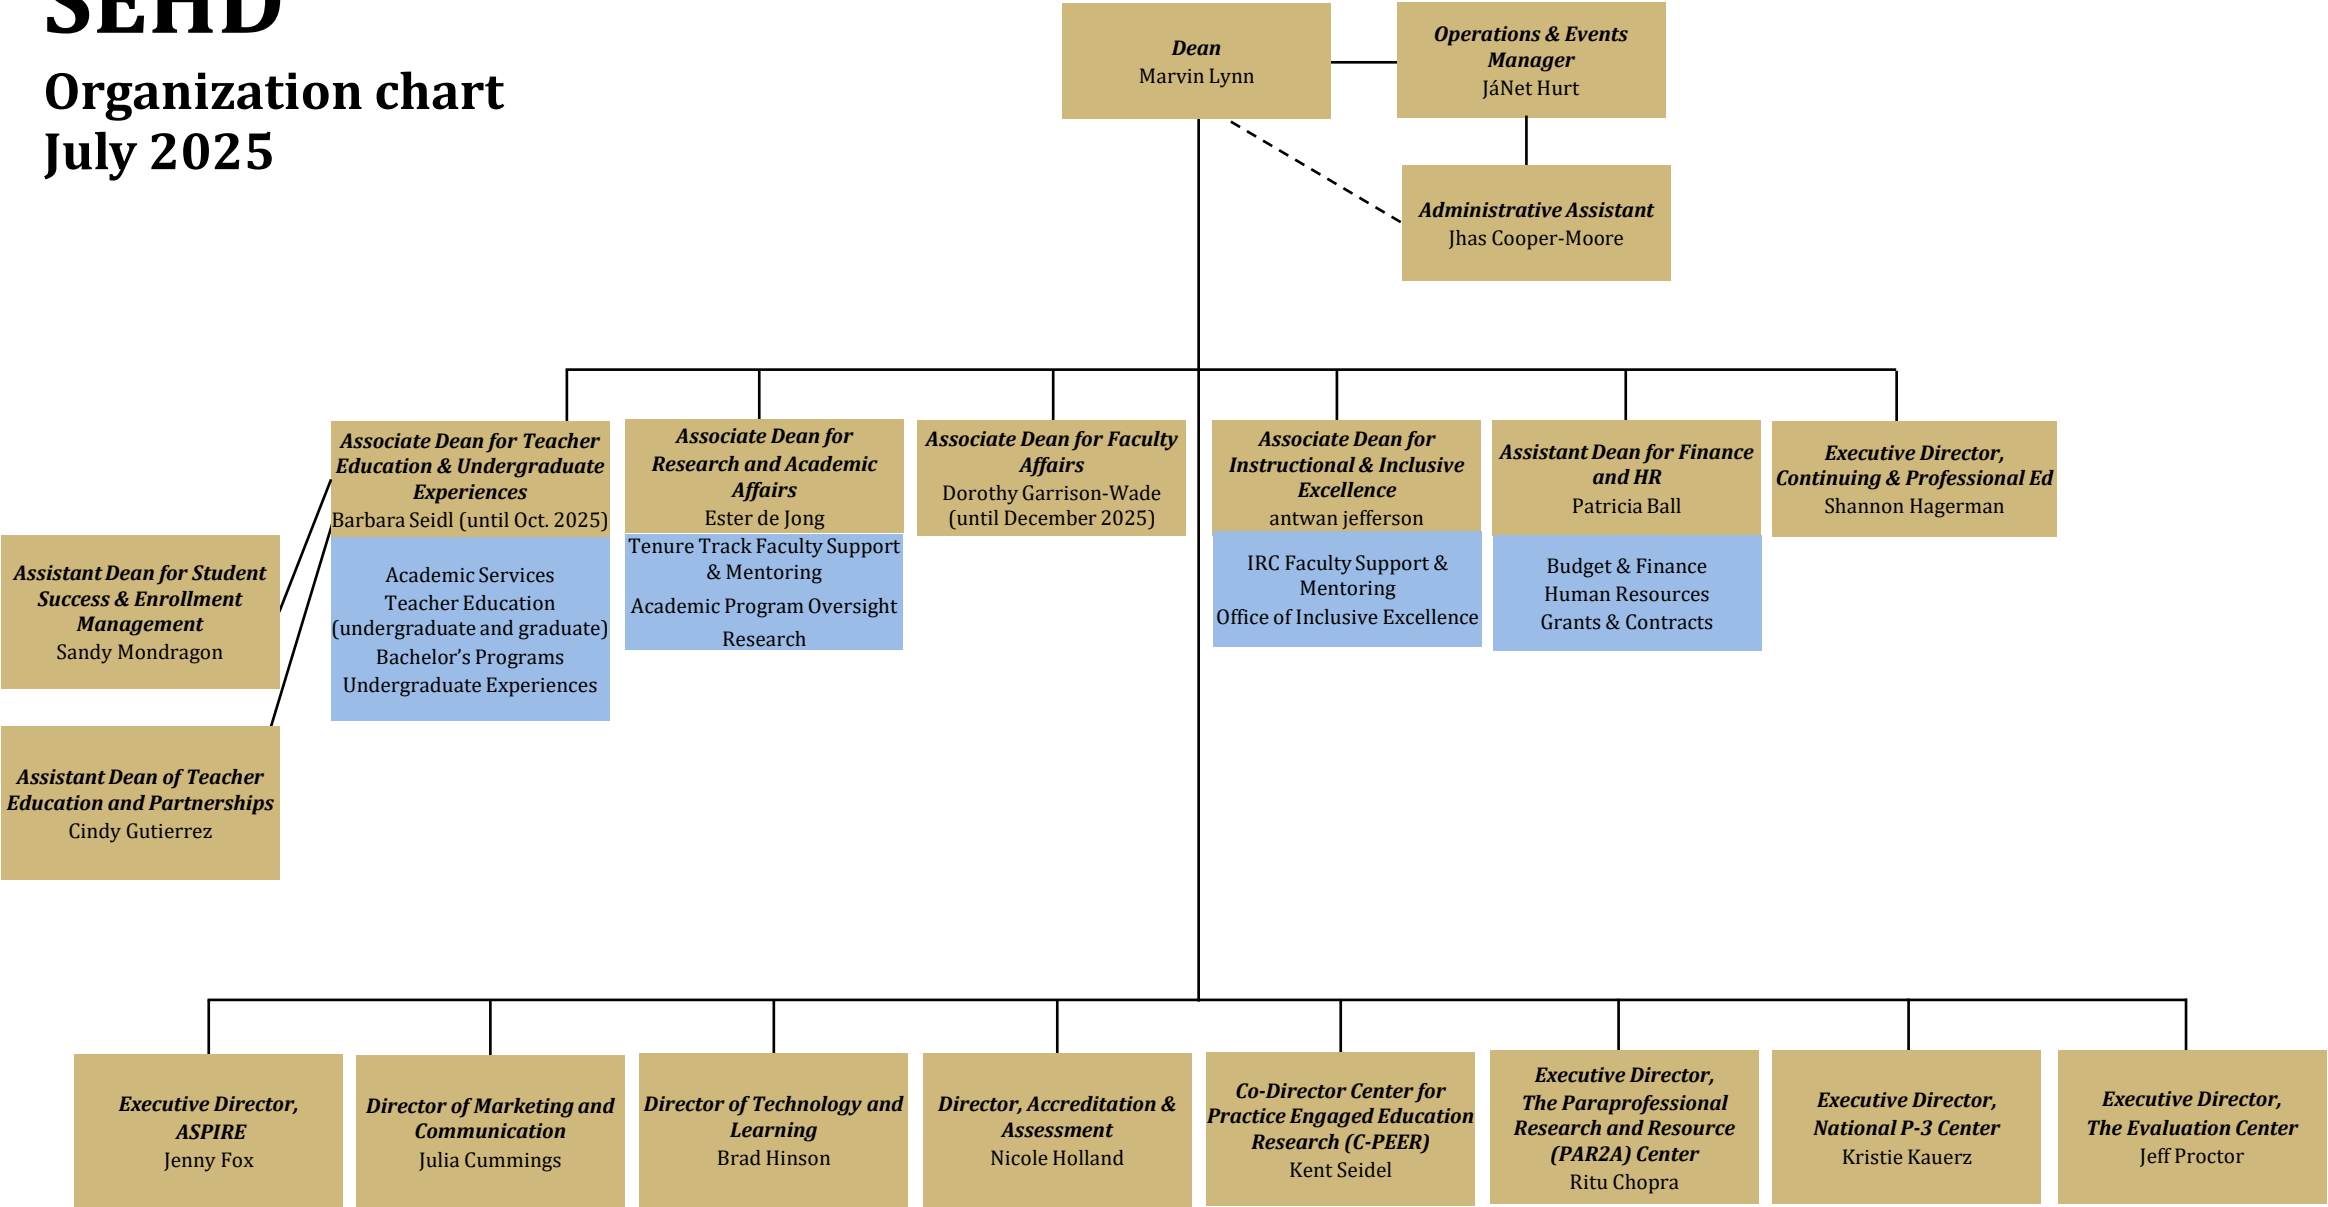 SEHD
Organization chart
July 2025
Dean
Marvin Lynn
Operations & Events
Manager
JáNet Hurt
Administrative Assistant
Jhas Cooper-Moore
Associate Dean for Teacher
Education & Undergraduate
Experiences
Barbara Seidl (until Oct. 2025)
Academic Services
Teacher Education
(undergraduate and graduate)
Bachelor’s Programs
Undergraduate Experiences
Associate Dean for
Research and Academic
Affairs
Ester de Jong
Tenure Track Faculty Support
& Mentoring
Academic Program Oversight
Research
Associate Dean for Faculty
Affairs
Dorothy Garrison-Wade
(until December 2025)
Associate Dean for
Instructional & Inclusive
Excellence
antwan jefferson
IRC Faculty Support &
Mentoring
Office of Inclusive Excellence
Assistant Dean for Finance
and HR
Patricia Ball
Budget & Finance
Human Resources
Grants & Contracts
Executive Director,
Continuing & Professional Ed
Shannon Hagerman
Assistant Dean for Student
Success & Enrollment
Management
Sandy Mondragon
Assistant Dean of Teacher
Education and Partnerships
Cindy Gutierrez
Executive Director,
ASPIRE
Jenny Fox
Director of Marketing and
Communication
Julia Cummings
Director of Technology and
Learning
Brad Hinson
Director, Accreditation &
Assessment
Nicole Holland
Co-Director Center for
Practice Engaged Education
Research (C-PEER)
Kent Seidel
Executive Director,
The Paraprofessional
Research and Resource
(PAR2A) Center
Ritu Chopra
Executive Director,
National P-3 Center
Kristie Kauerz
Executive Director,
The Evaluation Center
Jeff Proctor